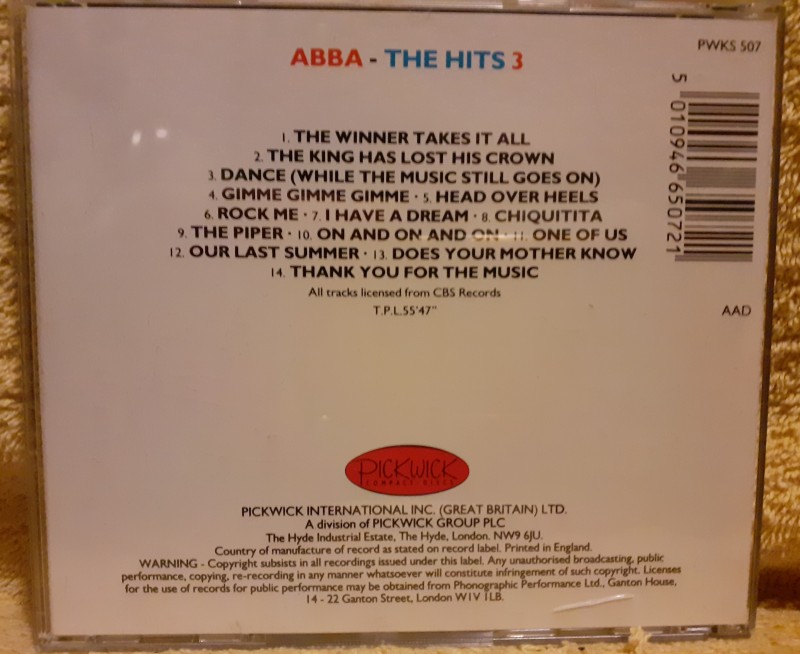 PWKS 507
ABBA - THE HITS 3
5 010946 650721
1. THE WINNER TAKES IT ALL
2. THE KING HAS LOST HIS CROWN
3. DANCE (WHILE THE MUSIC STILL GOES ON)
4. GIMME GIMME GIMME · 5. HEAD OVER HEELS
6. ROCK ME · 7. I HAVE A DREAM · 8. CHIQUITITA
9. THE PIPER · 10. ON AND ON AND ON · 11. ONE OF US
12. OUR LAST SUMMER · 13. DOES YOUR MOTHER KNOW
14. THANK YOU FOR THE MUSIC
All tracks licensed from CBS Records
T.P.L.55'47"
AAD
PICKWICK
COMPACT DISCS
PICKWICK INTERNATIONAL INC. (GREAT BRITAIN) LTD.
A division of PICKWICK GROUP PLC
The Hyde Industrial Estate, The Hyde, London. NW9 6JU.
Country of manufacture of record as stated on record label. Printed in England.
WARNING - Copyright subsists in all recordings issued under this label. Any unauthorised broadcasting, public
performance, copying, re-recording in any manner whatsoever will constitute infringement of such copyright. Licenses
for the use of records for public performance may be obtained from Phonographic Performance Ltd., Ganton House,
14 - 22 Ganton Street, London W1V 1LB.